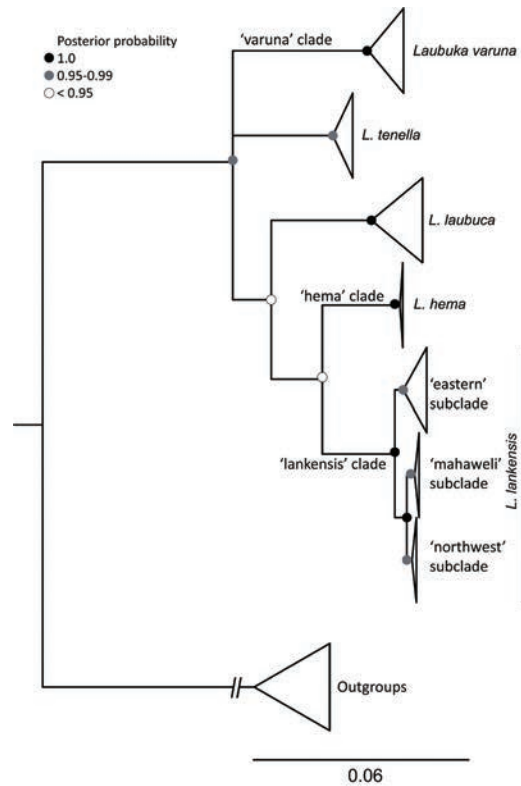 Posterior probability
1.0
0.95-0.99
< 0.95
'varuna' clade
Laubuka varuna
L. tenella
L. laubuca
'hema' clade
L. hema
'eastern'
subclade
'lankensis' clade
'mahaweli'
subclade
'northwest'
subclade
L. lankensis
Outgroups
0.06